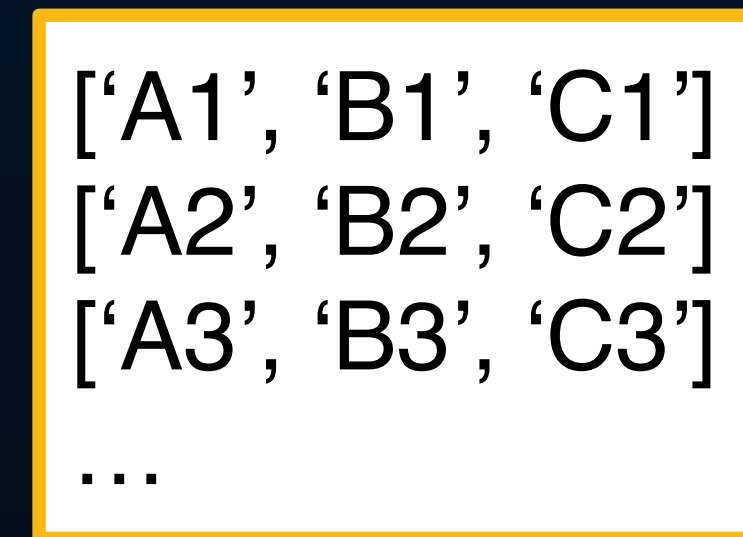 [‘A1’, ‘B1’, ‘C1’]
[‘A2’, ‘B2’, ‘C2’]
[‘A3’, ‘B3’, ‘C3’]
…